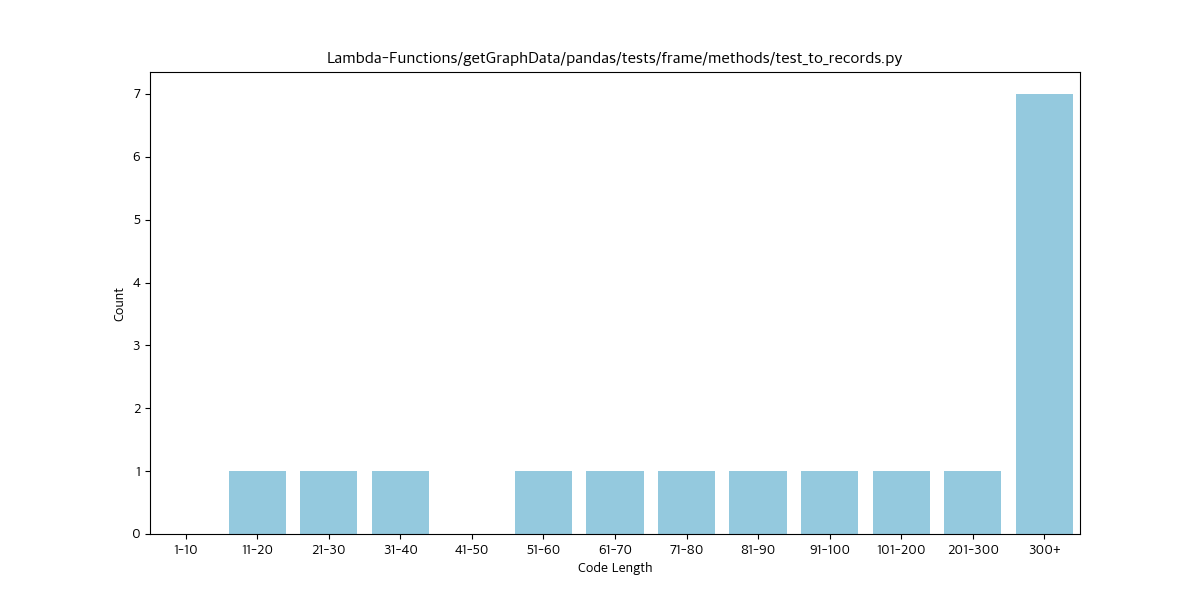 Lambda-Functions/getGraphData/pandas/tests/frame/methods/test_to_records.py
7
6
5
4
3
2
1
0
Count
1-10 11-20 21-30 31-40 41-50 51-60 61-70 71-80 81-90 91-100 101-200 201-300 300+
Code Length